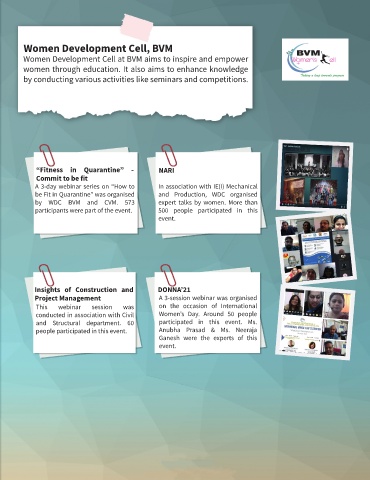 Women Development Cell, BVM
Women Development Cell at BVM aims to inspire and empower
women through education. It also aims to enhance knowledge
by conducting various activities like seminars and competitions.
BVM
"Fitness in Quarantine" -
Commit to be fit
A 3-day webinar series on "How to
be Fit in Quarantine" was organised
by WDC BVM and CVM. 573
participants were part of the event.
NARI
In association with IE(I) Mechanical
and Production, WDC organised
expert talks by women. More than
500 people participated in this
event.
Insights of Construction and
Project Management
This webinar session was
conducted in association with Civil
and Structural department. 60
people participated in this event.
DONNA'21
A 3-session webinar was organised
on the occasion of International
Women's Day. Around 50 people
participated in this event. Ms.
Anubha Prasad & Ms. Neeraja
Ganesh were the experts of this
event.